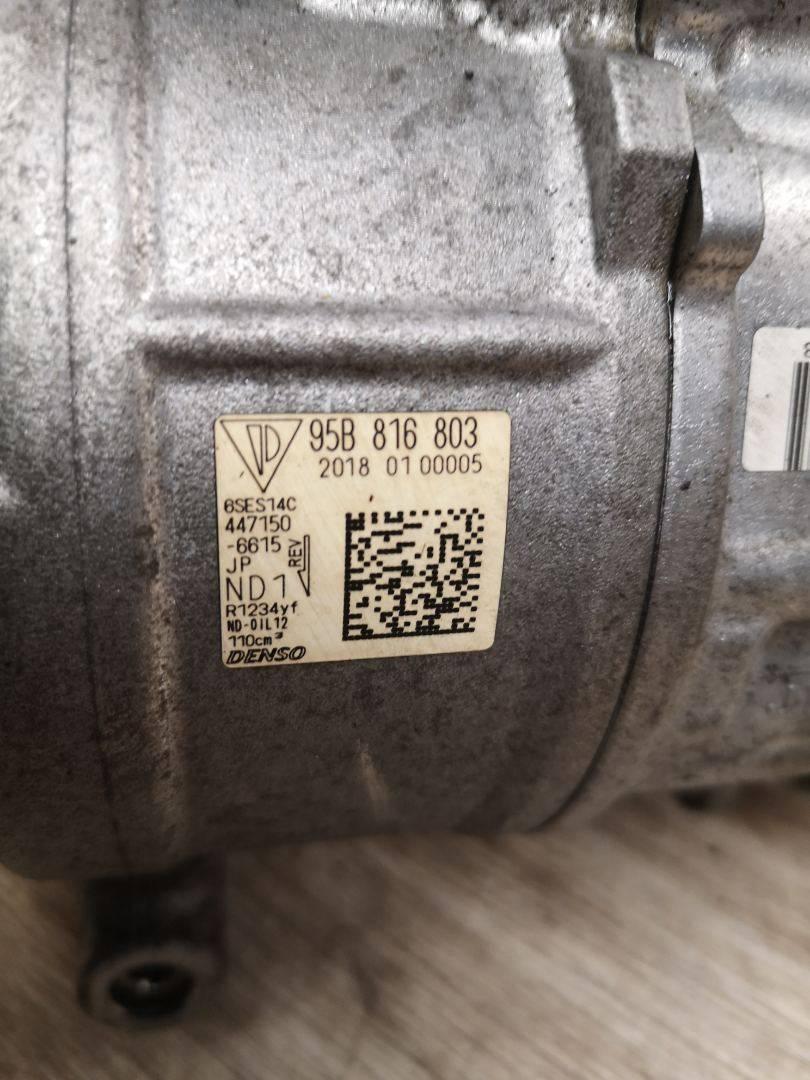 95B 816 803
2018 01 00005
6SES14C
447150
-6615
REV
JP
ND1
R1234yf
ND-OIL12
110cm³
DENSO